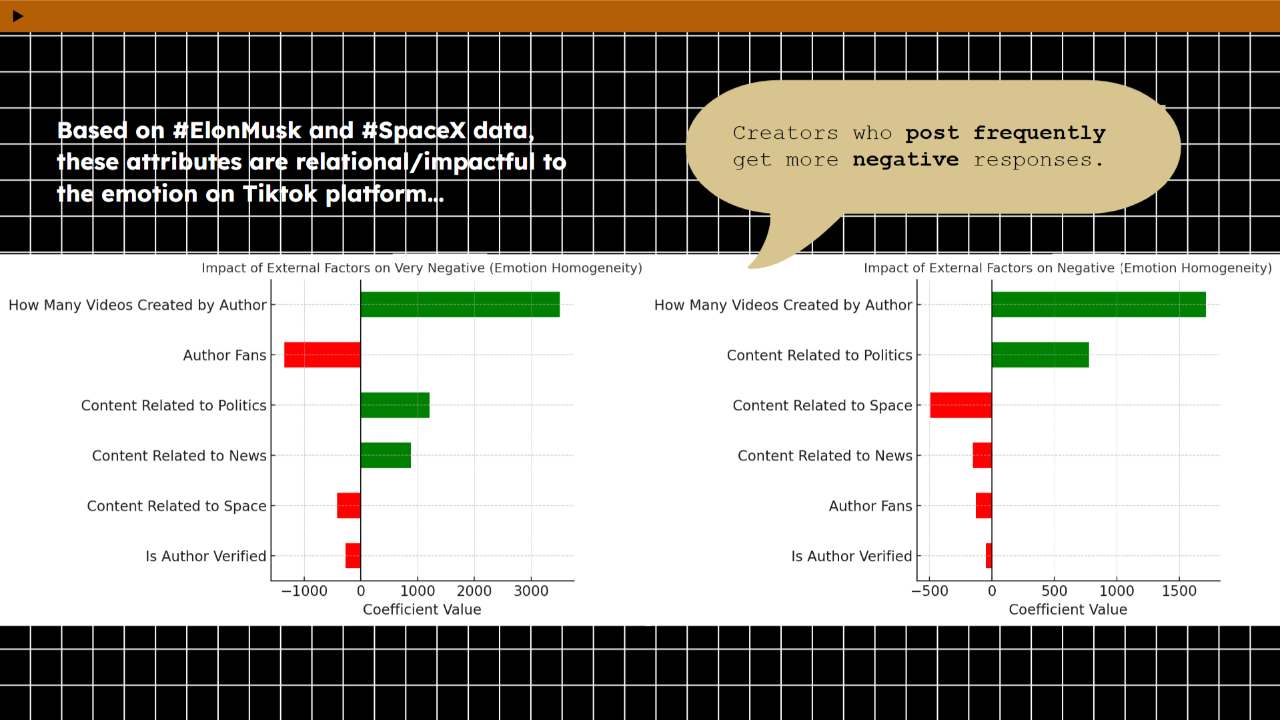 Based on #ElonMusk and #SpaceX data,
these attributes are relational/impactful to
the emotion on Tiktok platform...
Creators who post frequently
get more negative responses.
Impact of External Factors on Very Negative (Emotion Homogeneity)
How Many Videos Created by Author
Author Fans
Content Related to Politics
Content Related to News
Content Related to Space
Is Author Verified
−1000 0 1000 2000 3000
Coefficient Value
Impact of External Factors on Negative (Emotion Homogeneity)
How Many Videos Created by Author
Content Related to Politics
Content Related to Space
Content Related to News
Author Fans
Is Author Verified
−500 0 500 1000 1500
Coefficient Value